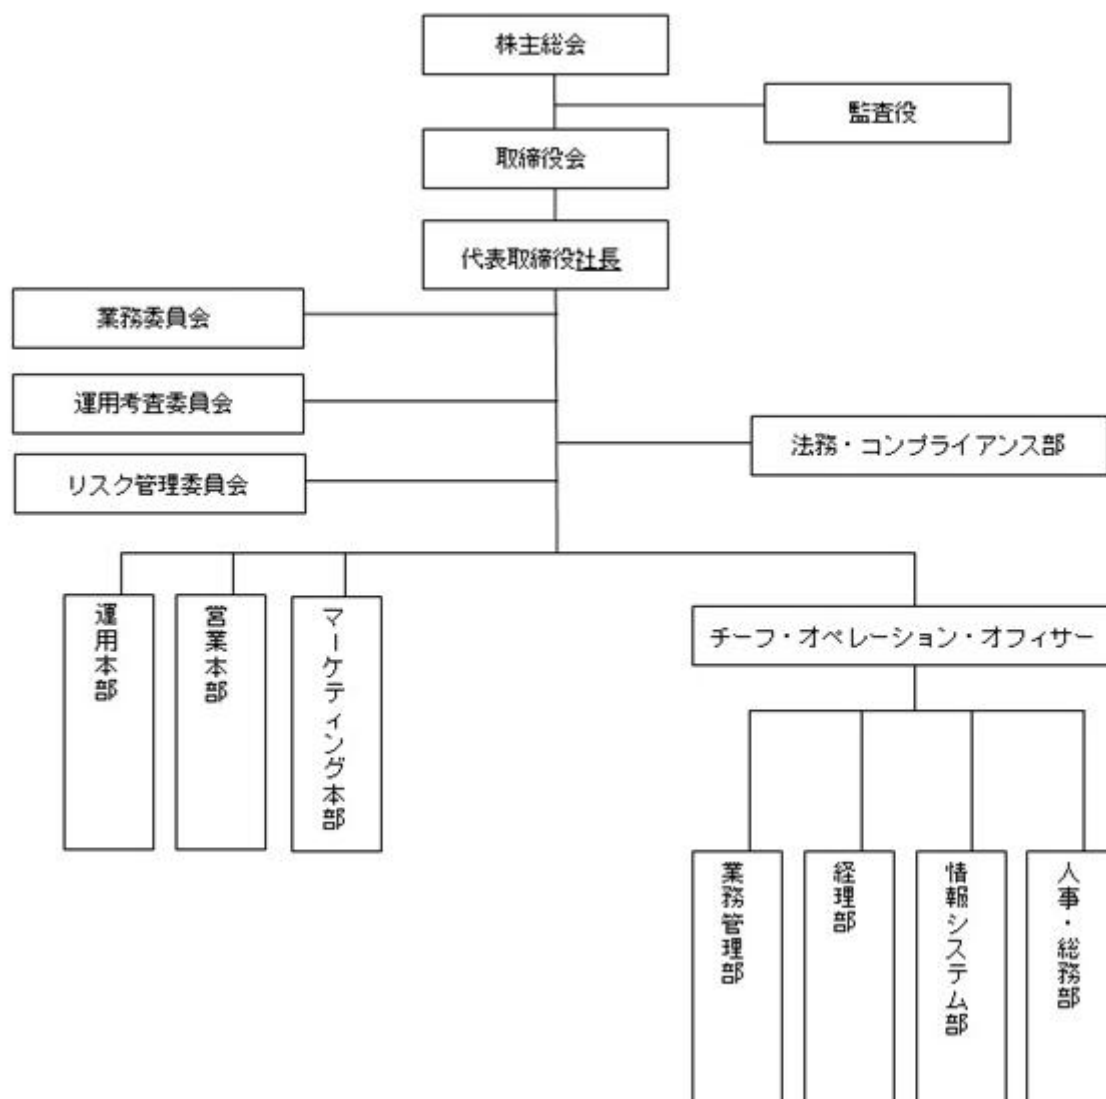 株主総会
監査役
取締役会
代表取締役社長
業務委員会
運用考査委員会
法務・コンプライアンス部
リスク管理委員会
運用本部
営業本部
マーケティング本部
チーフ・オペレーション・オフィサー
業務管理部
経理部
情報システム部
人事・総務部